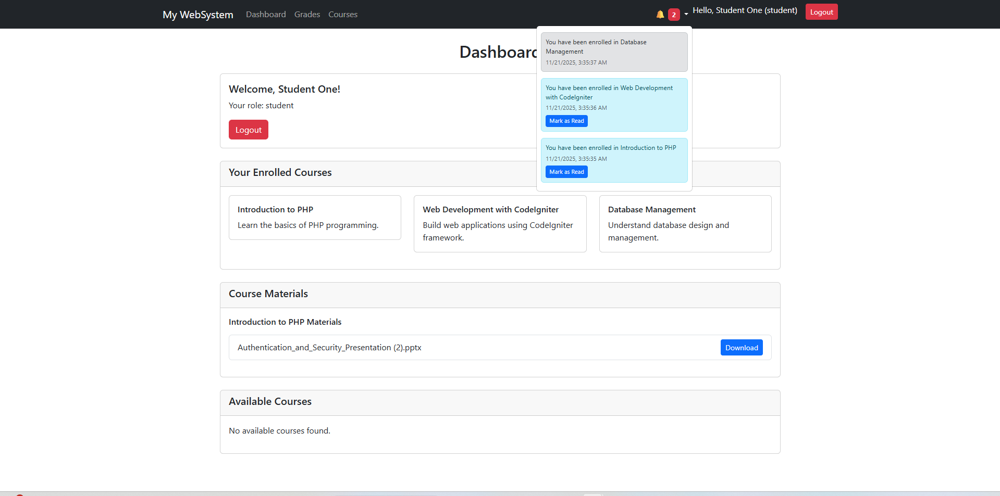 My WebSystem Dashboard Grades Courses 2 Hello, Student One (student) Logout
Dashboard
You have been enrolled in Database
Management
11/21/2025, 3:35:37 AM
You have been enrolled in Web Development
with CodeIgniter
11/21/2025, 3:35:36 AM
Mark as Read
You have been enrolled in Introduction to PHP
11/21/2025, 3:35:35 AM
Mark as Read
Welcome, Student One!
Your role: student
Logout
Your Enrolled Courses
Introduction to PHP
Learn the basics of PHP programming.
Web Development with CodeIgniter
Build web applications using CodeIgniter
framework.
Database Management
Understand database design and
management.
Course Materials
Introduction to PHP Materials
Authentication_and_Security_Presentation (2).pptx Download
Available Courses
No available courses found.